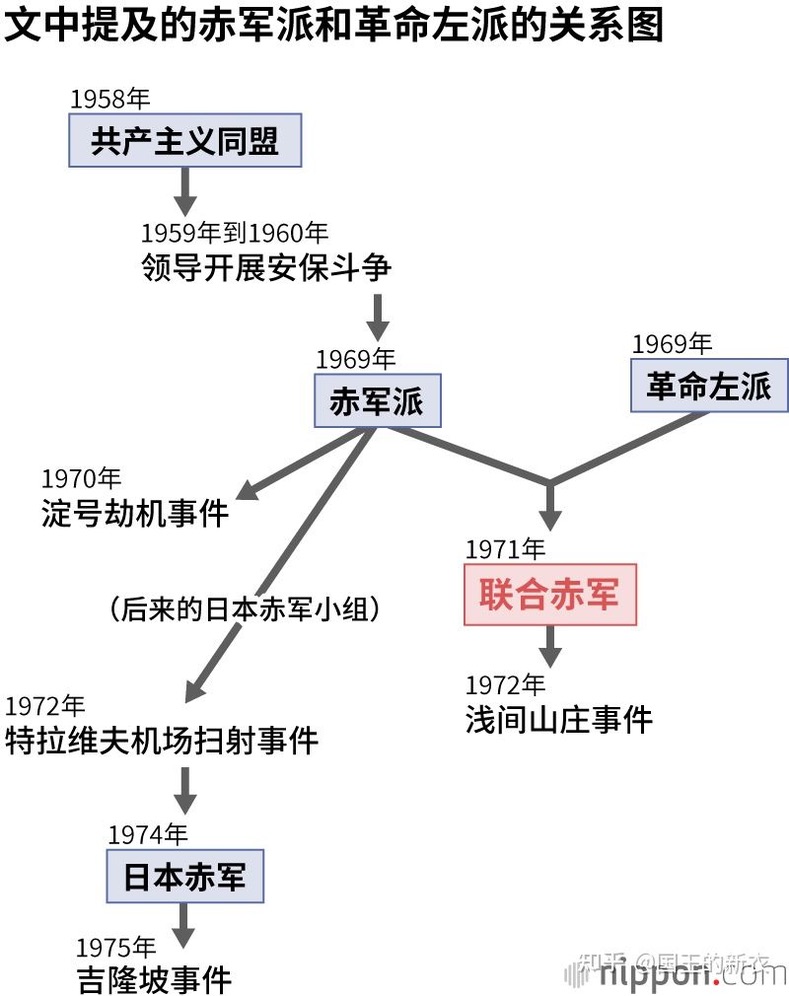 文中提及的赤军派和革命左派的关系图
1958年
共产主义同盟
1959年到1960年
领导开展安保斗争
1969年
赤军派
1969年
革命左派
1970年
淀号劫机事件
1971年
联合赤军
（后来的日本赤军小组）
1972年
浅间山庄事件
1972年
特拉维夫机场扫射事件
1974年
日本赤军
1975年
吉隆坡事件
知乎 @国王的新衣
nippon.com